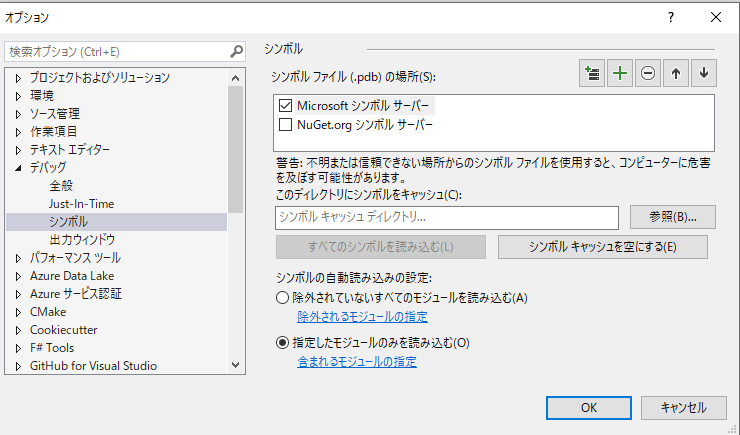 オプション
検索オプション (Ctrl+E)
プロジェクトおよびソリューション
環境
ソース管理
作業項目
テキスト エディター
デバッグ
全般
Just-In-Time
シンボル
出力ウィンドウ
パフォーマンス ツール
Azure Data Lake
Azure サービス認証
CMake
Cookiecutter
F# Tools
GitHub for Visual Studio
シンボル
シンボル ファイル (.pdb) の場所(S):
Microsoft シンボル サーバー
NuGet.org シンボル サーバー
警告: 不明または信頼できない場所からのシンボル ファイルを使用すると、コンピューターに危害
を及ぼす可能性があります。
このディレクトリにシンボルをキャッシュ(C):
シンボル キャッシュ ディレクトリ...
参照(B)...
すべてのシンボルを読み込む(L)
シンボル キャッシュを空にする(E)
シンボルの自動読み込みの設定:
除外されていないすべてのモジュールを読み込む(A)
除外されるモジュールの指定
指定したモジュールのみを読み込む(O)
含まれるモジュールの指定
OK
キャンセル